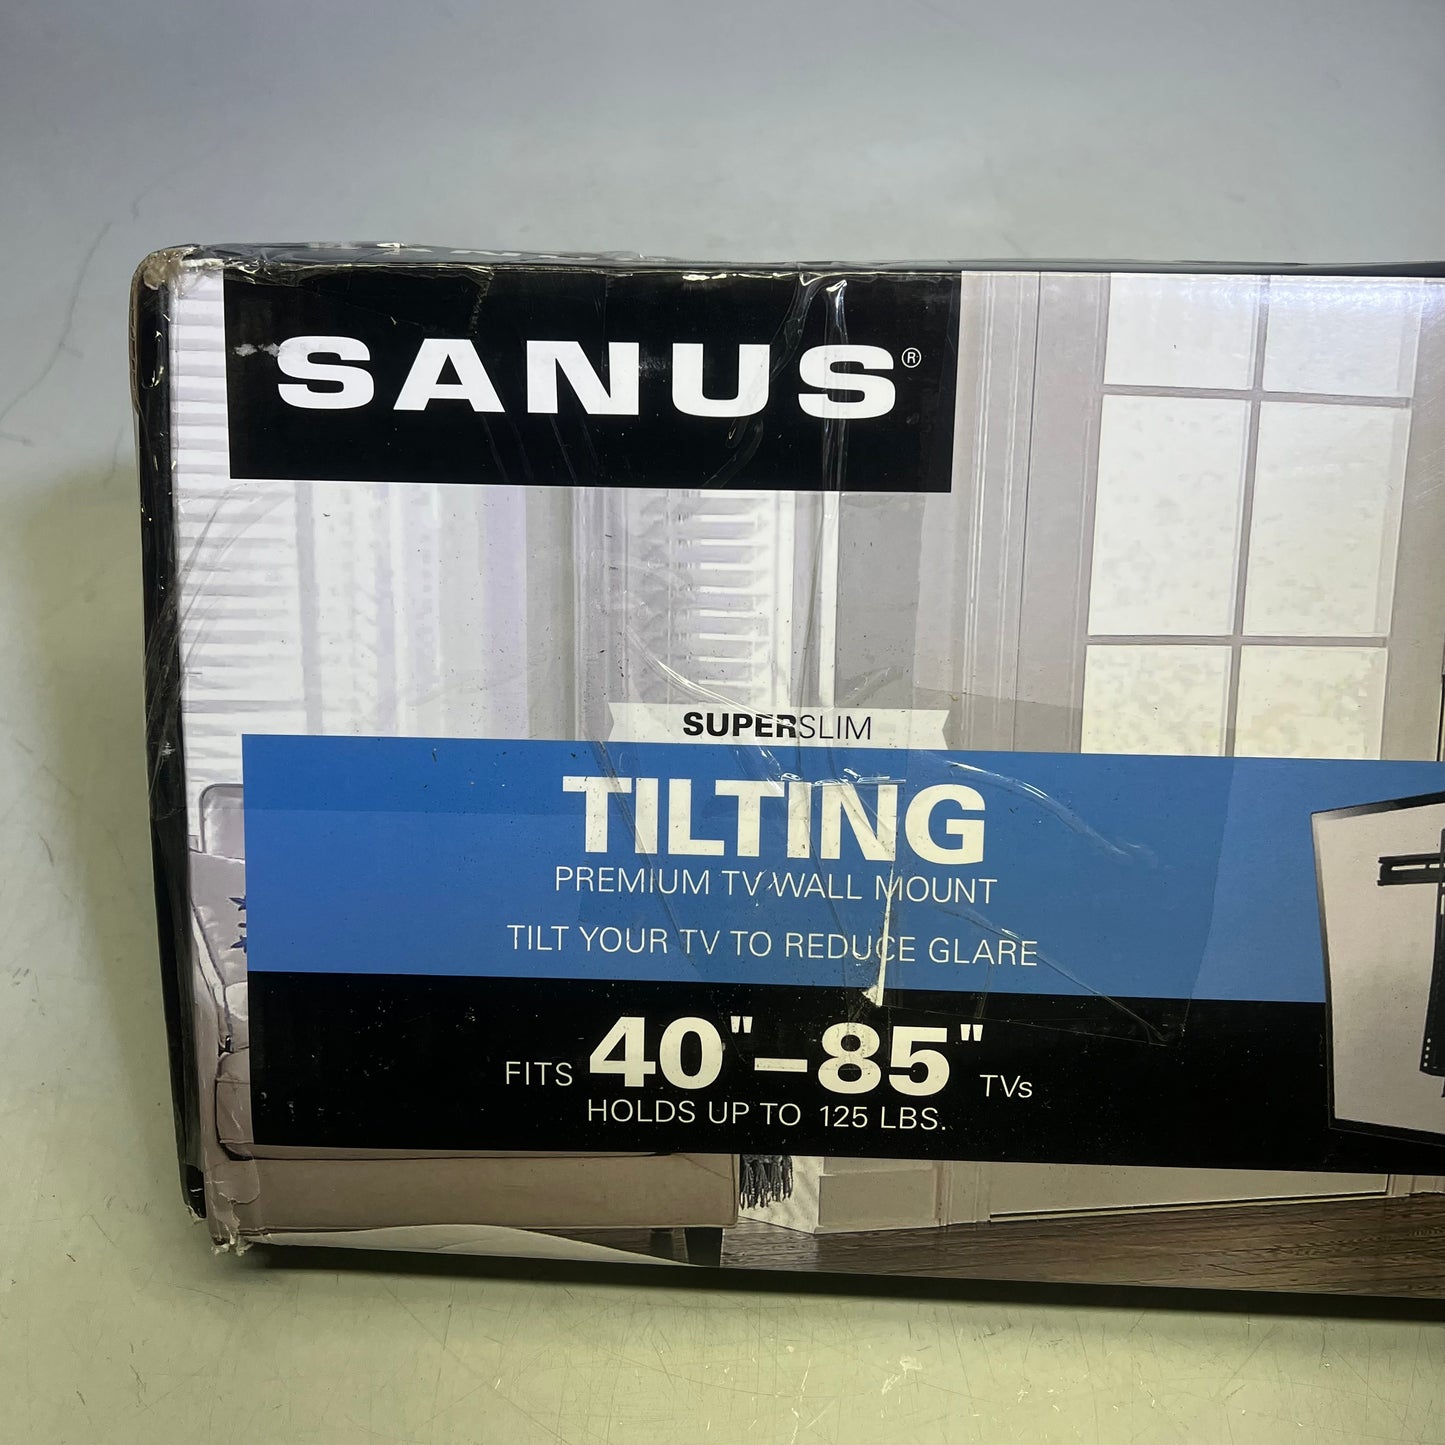 SANUS®
SUPERSLIM
TILTING
PREMIUM TV WALL MOUNT
TILT YOUR TV TO REDUCE GLARE
FITS 40"–85" TVs
HOLDS UP TO 125 LBS.